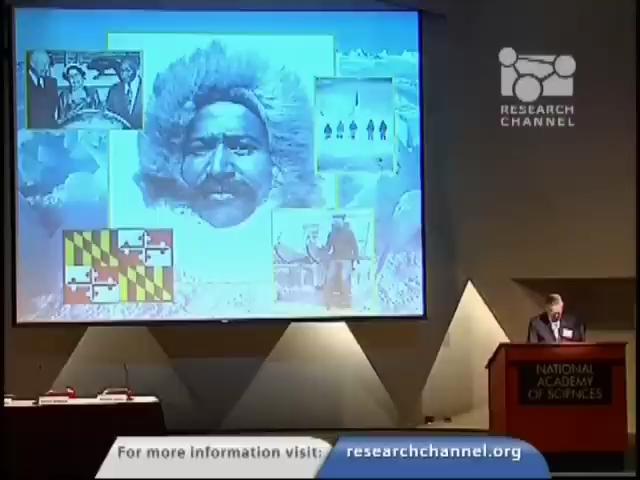 RESEARCH
CHANNEL
NATIONAL
ACADEMY
OF SCIENCES
For more information visit:
researchchannel.org